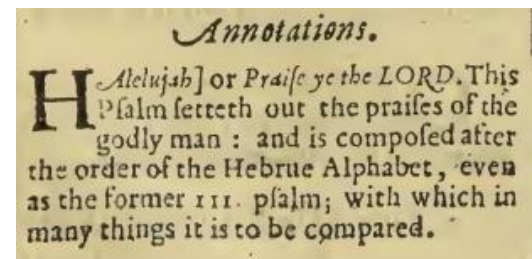 Annotations.
HAlelujah] or Praiſe ye the LORD. This
Pſalm ſetteth out the praiſes of the
godly man : and is compoſed after
the order of the Hebrue Alphabet, even
as the former 111. pſalm; with which in
many things it is to be compared.